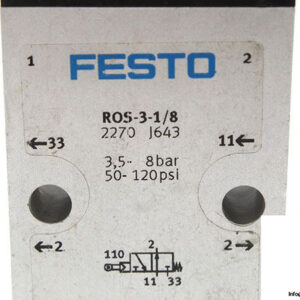 1 2
FESTO
ROS-3-1/8
2270 J643
←33 11←
3,5- 8bar
50- 120psi
←2 2→
2
110
11 33